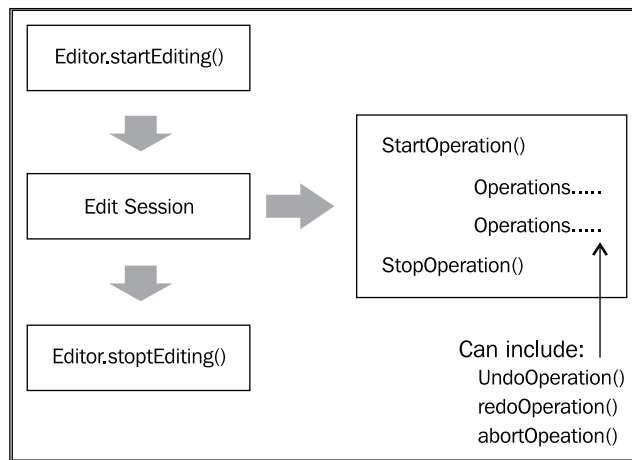 Editor.startEditing()
Edit Session
Editor.stoptEditing()
StartOperation()
Operations.....
Operations.....
StopOperation()
Can include:
UndoOperation()
redoOperation()
abortOpeation()